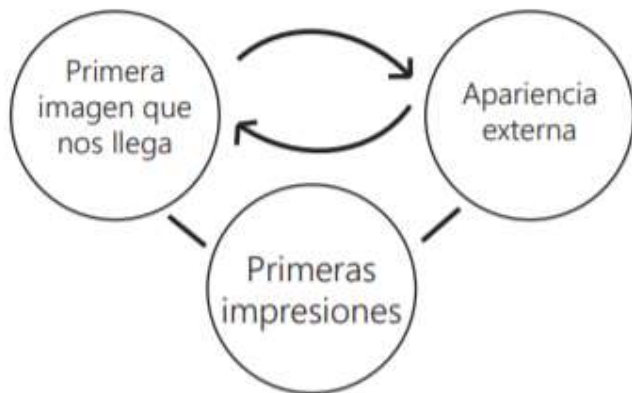 Primera
imagen que
nos llega
Apariencia
externa
Primeras
impresiones